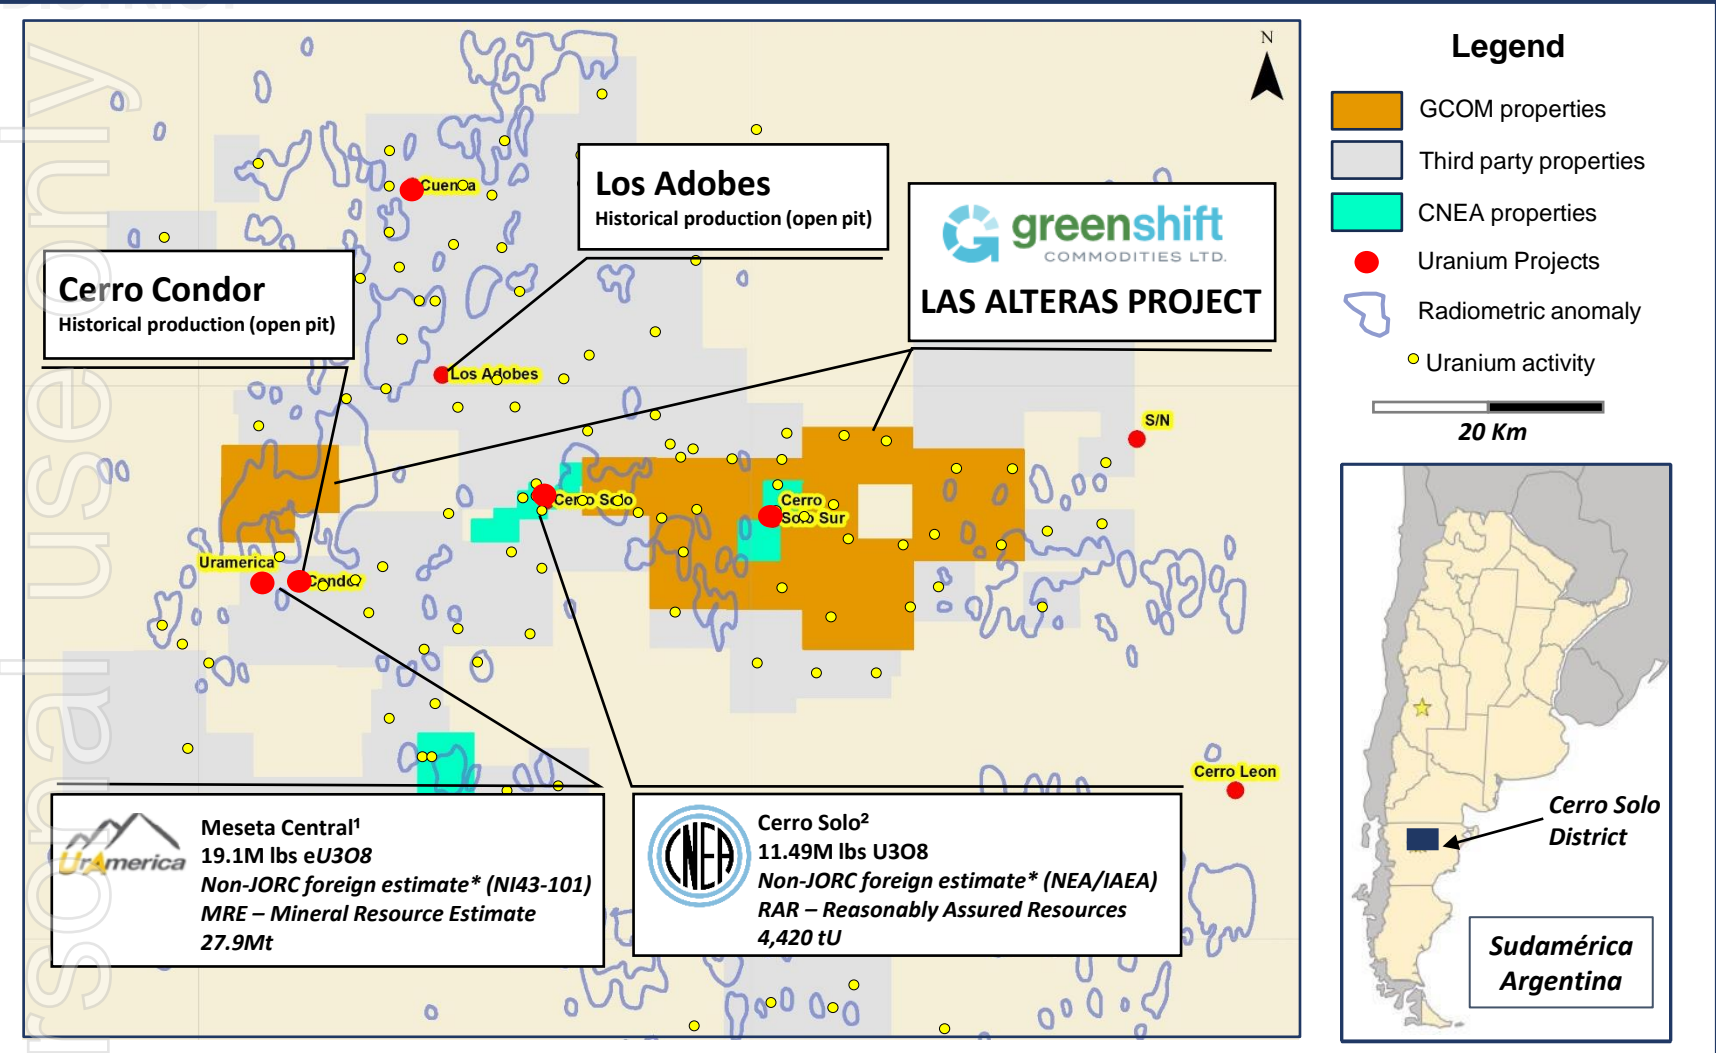 DISTRICT
rsonal use only
N
Cuenca
Los Adobes
Historical production (open pit)
greenshift
COMMODITIES LTD.
LAS ALTERAS PROJECT
Cerro Condor
Historical production (open pit)
Los Adobes
S/N
Cerro Solo
Cerro
Solo Sur
Uramerica
Condor
Cerro Leon
UrAmerica
Meseta Central¹
19.1M lbs eU3O8
Non-JORC foreign estimate* (NI43-101)
MRE – Mineral Resource Estimate
27.9Mt
CNEA
Cerro Solo²
11.49M lbs U3O8
Non-JORC foreign estimate* (NEA/IAEA)
RAR – Reasonably Assured Resources
4,420 tU
Legend
GCOM properties
Third party properties
CNEA properties
Uranium Projects
Radiometric anomaly
Uranium activity
20 Km
Cerro Solo
District
Sudamérica
Argentina